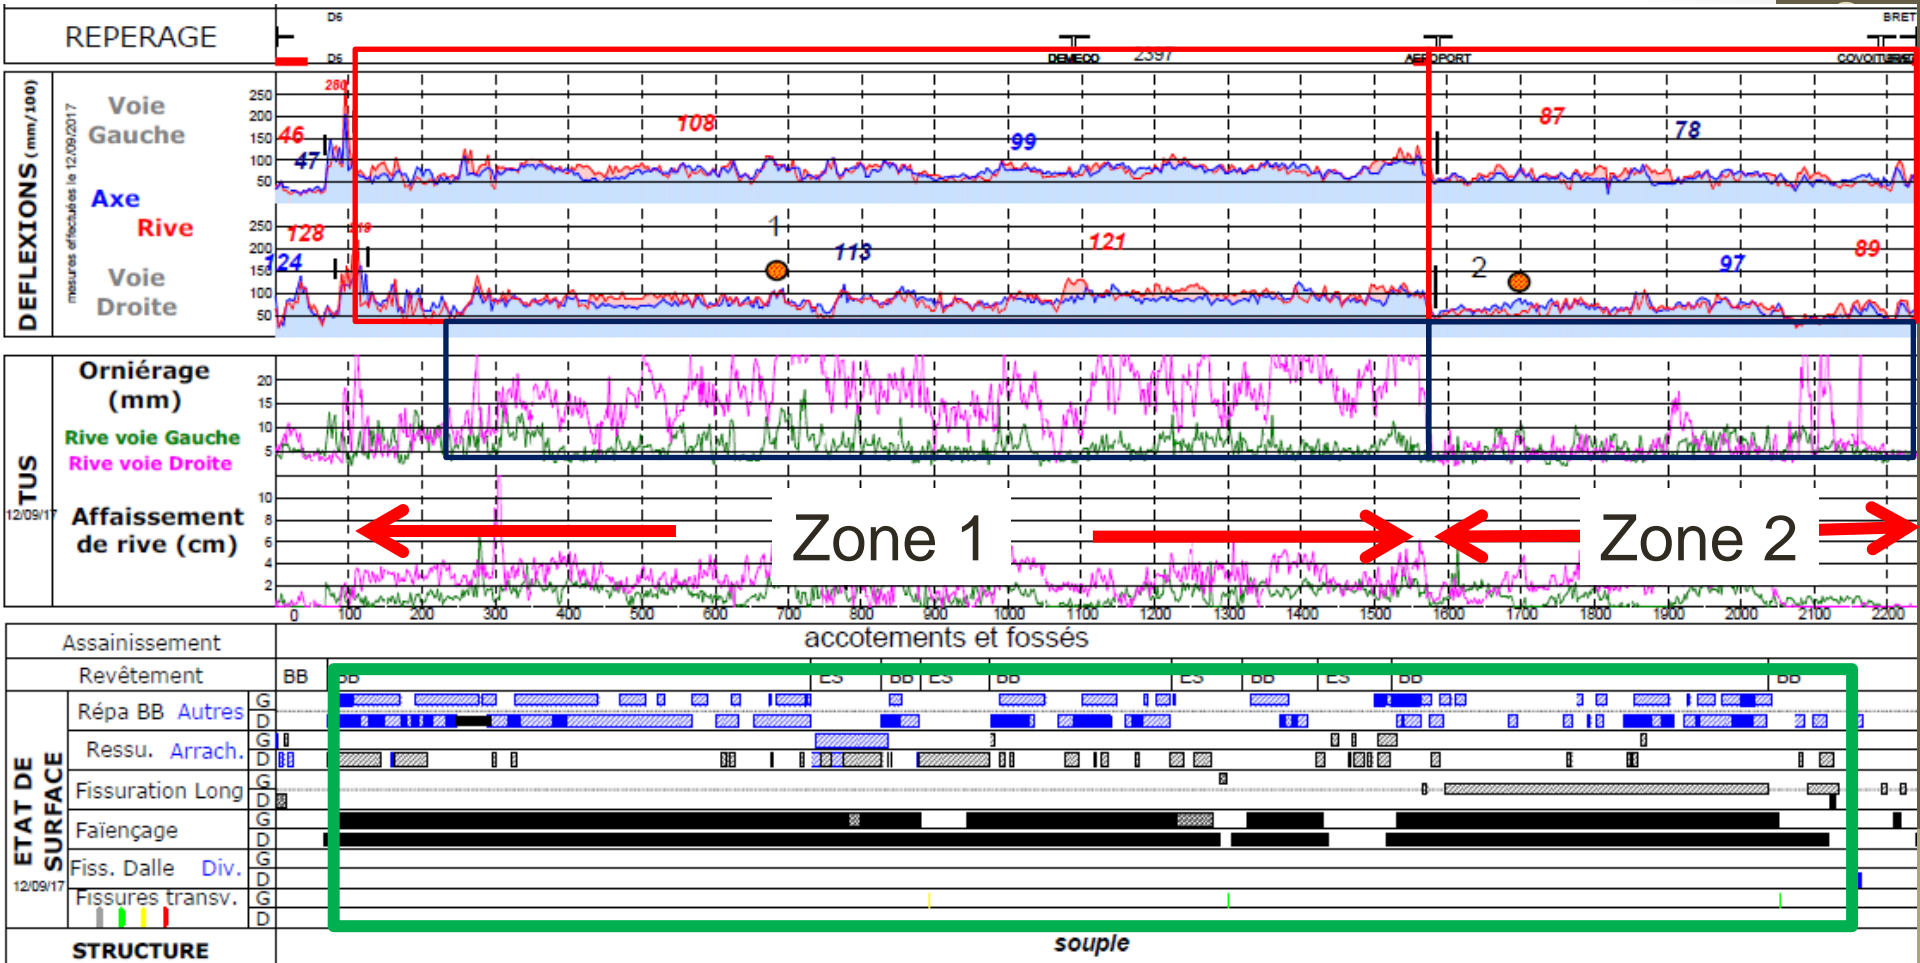 D6
BRET
REPERAGE
D6
DEMECO
2397
AEROPORT
DEFLEXIONS (mm/100)
mesures effectuées le 12/09/2017
Voie
Gauche
Axe
Rive
Voie
Droite
280
250
200
150
100
50
46
47
108
99
87
78
250
200
150
100
50
128
124
1
113
121
2
97
89
TUS
12/09/17
Orniérage
(mm)
Rive voie Gauche
Rive voie Droite
20
15
10
5
Affaissement
de rive (cm)
10
8
6
4
2
Zone 1
Zone 2
0 100 200 300 400 500 600 700 800 900 1000 1100 1200 1300 1400 1500 1600 1700 1800 1900 2000 2100 2200
Assainissement
accotements et fossés
Revêtement
BB BB ES BB ES BB ES BB ES BB BB
ETAT DE
SURFACE
12/09/17
Répa BB Autres
G
D
Ressu. Arrach.
G
D
Fissuration Long
G
D
Faïençage
G
D
Fiss. Dalle Div.
G
D
Fissures transv.
G
D
STRUCTURE
souple